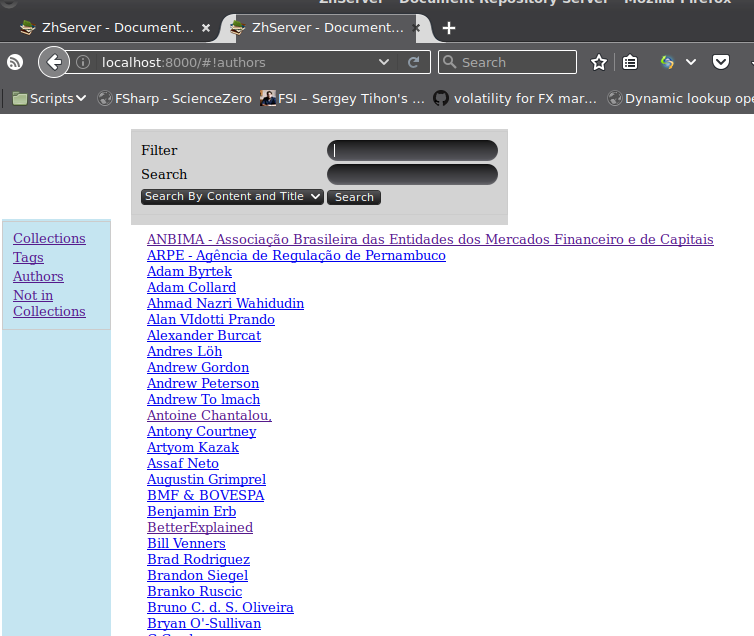 ZhServer - Document Repository Server - Mozilla Firefox
ZhServer - Document... × ZhServer - Document... × +
localhost:8000/#!authors Search
Scripts FSharp - ScienceZero FSI – Sergey Tihon's ... volatility for FX mar... Dynamic lookup ope
Filter
Search
Search By Content and Title Search
Collections
Tags
Authors
Not in
Collections
ANBIMA - Associação Brasileira das Entidades dos Mercados Financeiro e de Capitais
ARPE - Agência de Regulação de Pernambuco
Adam Byrtek
Adam Collard
Ahmad Nazri Wahidudin
Alan VIdotti Prando
Alexander Burcat
Andres Löh
Andrew Gordon
Andrew Peterson
Andrew To lmach
Antoine Chantalou,
Antony Courtney
Artyom Kazak
Assaf Neto
Augustin Grimprel
BMF & BOVESPA
Benjamin Erb
BetterExplained
Bill Venners
Brad Rodriguez
Brandon Siegel
Branko Ruscic
Bruno C. d. S. Oliveira
Bryan O'-Sullivan